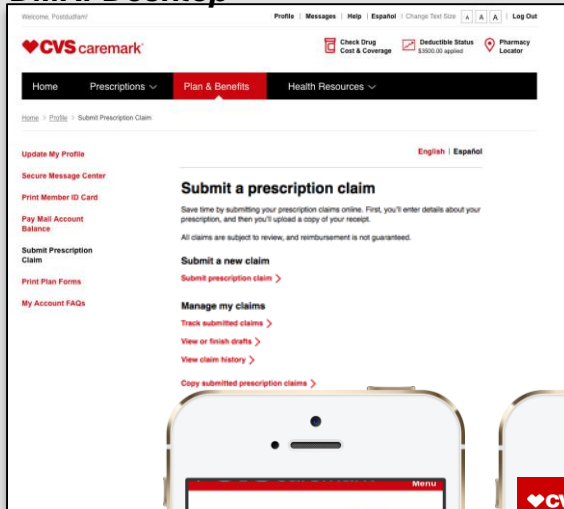 Desktop
Welcome, Postdudtam!
Profile | Messages | Help | Español | Change Text Size A A A | Log Out
CVS caremark
Check Drug
Cost & Coverage
Deductible Status
$3500.00 applied
Pharmacy
Locator
Home Prescriptions Plan & Benefits Health Resources
Home > Profile > Submit Prescription Claim
English | Español
Update My Profile
Secure Message Center
Print Member ID Card
Pay Mail Account
Balance
Submit Prescription
Claim
Print Plan Forms
My Account FAQs
Submit a prescription claim
Save time by submitting your prescription claims online. First, you'll enter details about your
prescription, and then you'll upload a copy of your receipt.
All claims are subject to review, and reimbursement is not guaranteed.
Submit a new claim
Submit prescription claim >
Manage my claims
Track submitted claims >
View or finish drafts >
View claim history >
Copy submitted prescription claims >
Menu
CV